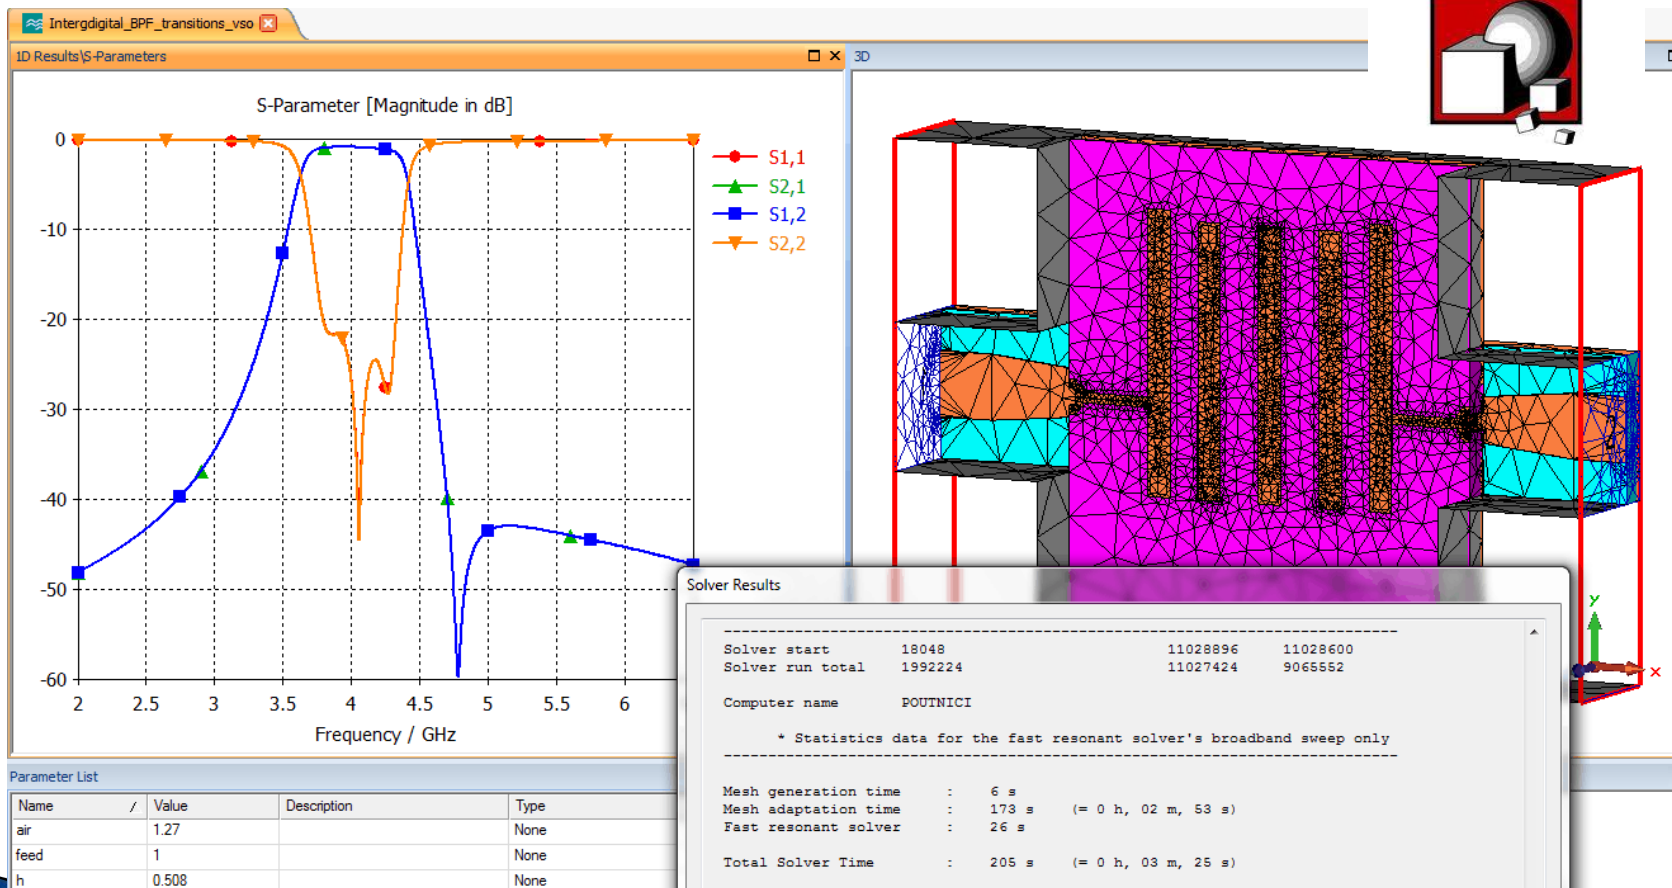 Intergdigital_BPF_transitions_vso
1D Results\S-Parameters
3D
S-Parameter [Magnitude in dB]
0
-10
-20
-30
-40
-50
-60
2 2.5 3 3.5 4 4.5 5 5.5 6
Frequency / GHz
S1,1
S2,1
S1,2
S2,2
y
x
Parameter List
Name / Value Description Type
air 1.27 None
feed 1 None
h 0.508 None
Solver Results
Solver start 18048 11028896 11028600
Solver run total 1992224 11027424 9065552
Computer name POUTNICI
* Statistics data for the fast resonant solver's broadband sweep only
Mesh generation time : 6 s
Mesh adaptation time : 173 s (= 0 h, 02 m, 53 s)
Fast resonant solver : 26 s
Total Solver Time : 205 s (= 0 h, 03 m, 25 s)